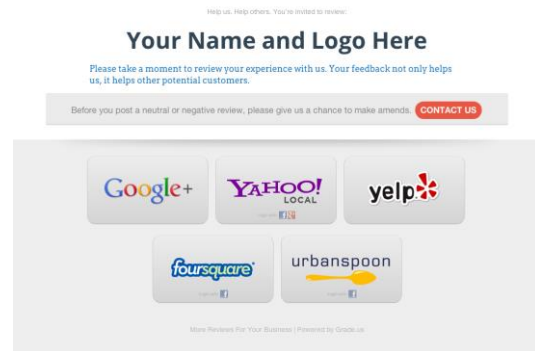 Help us. Help others. You're invited to review:
Your Name and Logo Here
Please take a moment to review your experience with us. Your feedback not only helps
us, it helps other potential customers.
Before you post a neutral or negative review, please give us a chance to make amends. CONTACT US
Google+
YAHOO!
LOCAL
yelp
foursquare
urbanspoon
More Reviews For Your Business | Powered by Grade.us